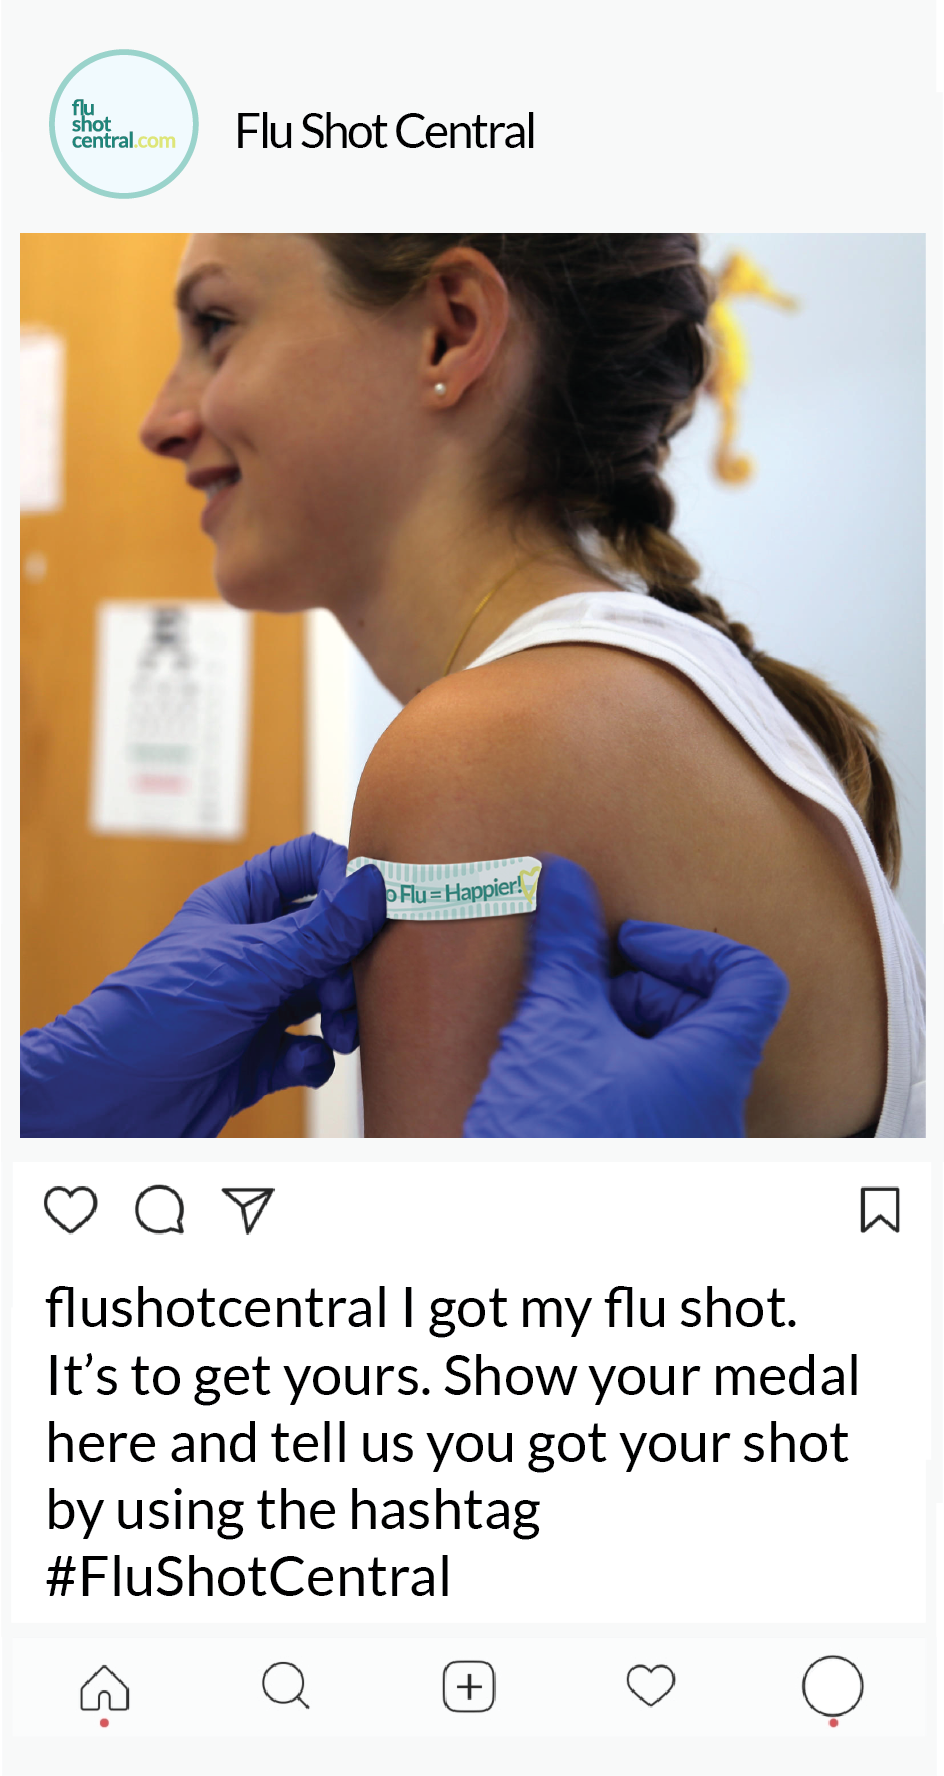 flu
shot
central.com
Flu Shot Central
o Flu = Happier!
flushotcentral I got my flu shot.
It’s to get yours. Show your medal
here and tell us you got your shot
by using the hashtag
#FluShotCentral